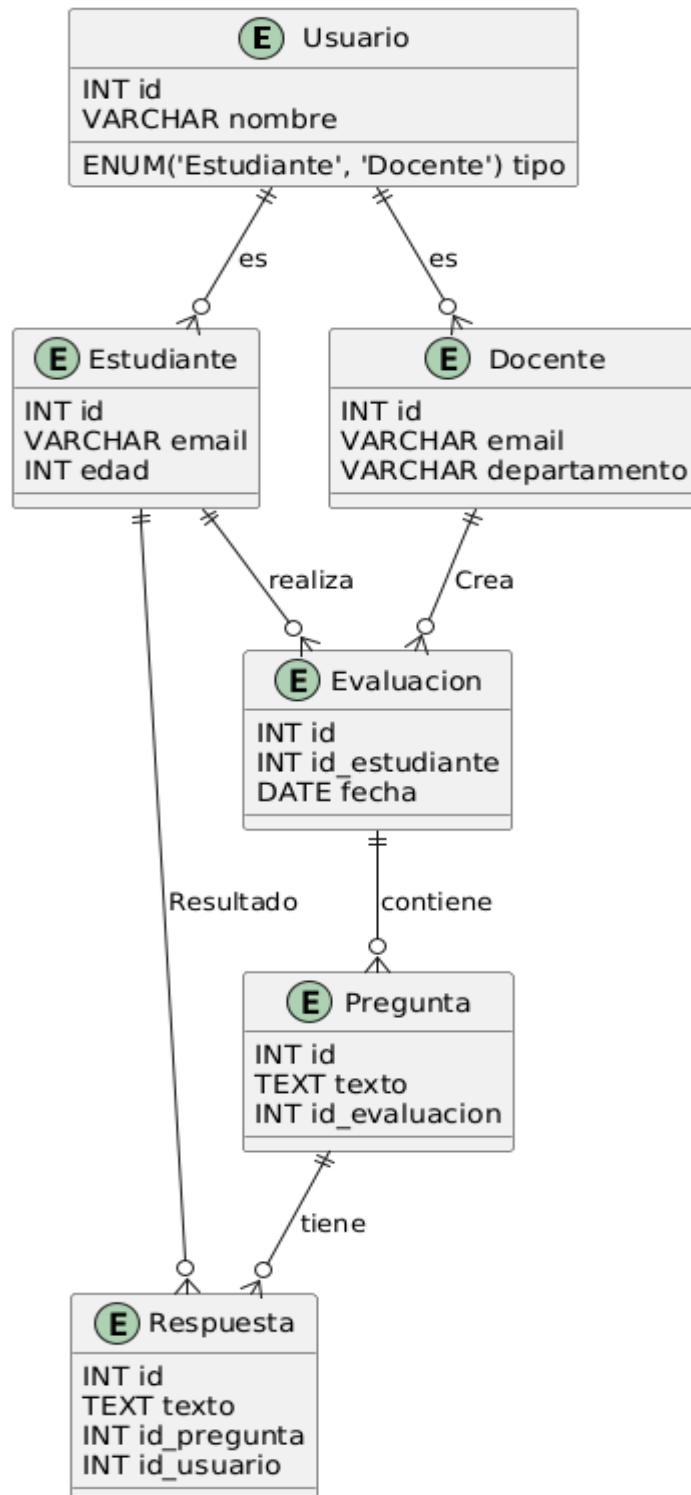 E Usuario
INT id
VARCHAR nombre
ENUM('Estudiante', 'Docente') tipo
es
es
E Estudiante
INT id
VARCHAR email
INT edad
E Docente
INT id
VARCHAR email
VARCHAR departamento
realiza
Crea
E Evaluacion
INT id
INT id_estudiante
DATE fecha
Resultado
contiene
E Pregunta
INT id
TEXT texto
INT id_evaluacion
tiene
E Respuesta
INT id
TEXT texto
INT id_pregunta
INT id_usuario